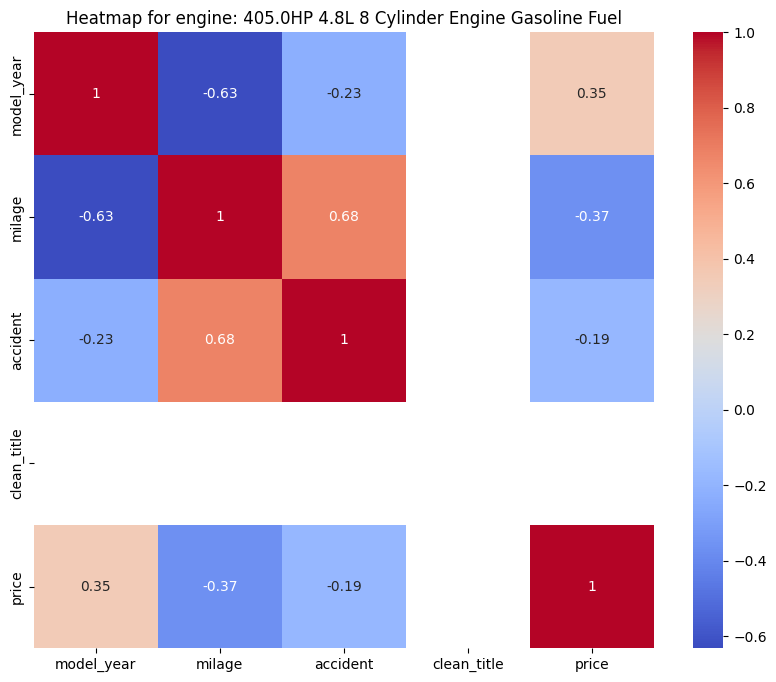 Heatmap for engine: 405.0HP 4.8L 8 Cylinder Engine Gasoline Fuel
model_year 1 -0.63 -0.23 0.35
milage -0.63 1 0.68 -0.37
accident -0.23 0.68 1 -0.19
clean_title
price 0.35 -0.37 -0.19 1
model_year milage accident clean_title price
1.0
0.8
0.6
0.4
0.2
0.0
−0.2
−0.4
−0.6